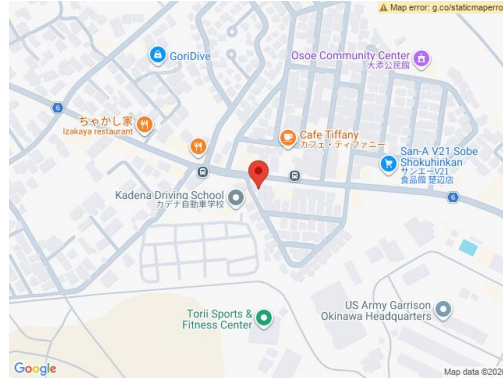 Map error: g.co/staticmaperro
GoriDive
Osoe Community Center
大添公民館
6
ちゃかし家
Izakaya restaurant
Cafe Tiffany
カフェ・ティファニー
San-A V21 Sobe
Shokuhinkan
サンエーV21
食品館 楚辺店
Kadena Driving School
カデナ自動車学校
6
Torii Sports &
Fitness Center
US Army Garrison
Okinawa Headquarters
Google
Map data ©202